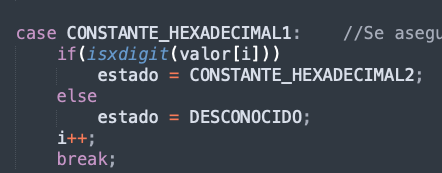 case CONSTANTE_HEXADECIMAL1: //Se asegu
if(isxdigit(valor[i]))
estado = CONSTANTE_HEXADECIMAL2;
else
estado = DESCONOCIDO;
i++;
break;